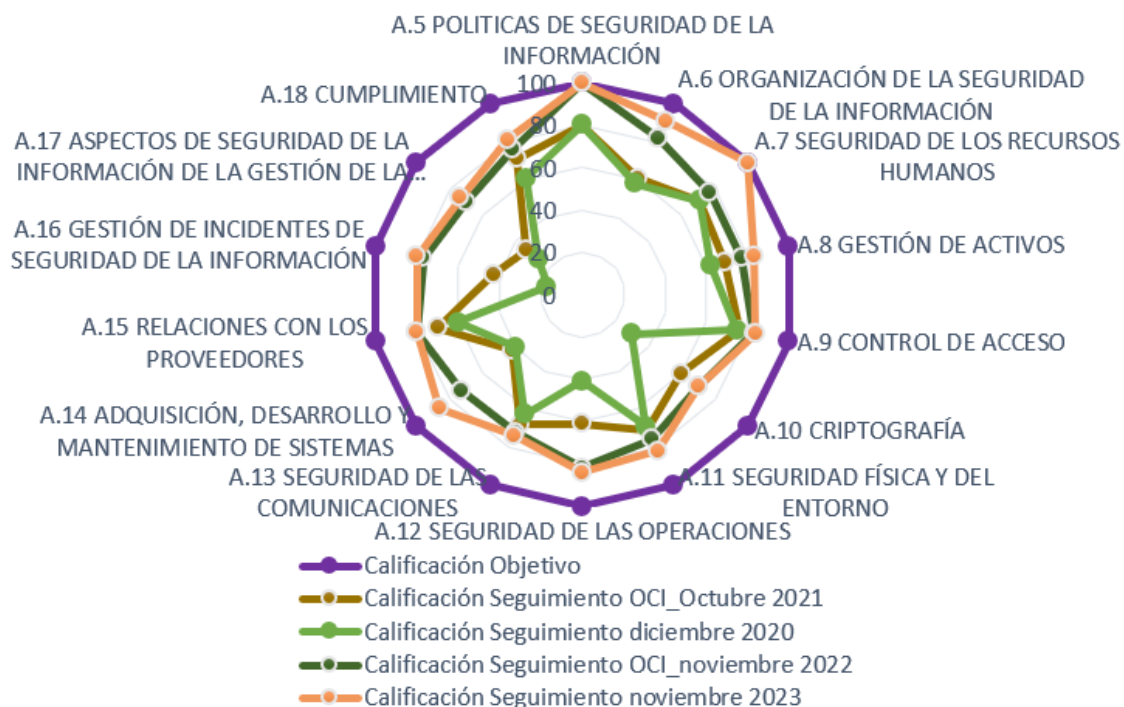 A.5 POLITICAS DE SEGURIDAD DE LA
INFORMACIÓN
A.6 ORGANIZACIÓN DE LA SEGURIDAD
DE LA INFORMACIÓN
A.7 SEGURIDAD DE LOS RECURSOS
HUMANOS
A.8 GESTIÓN DE ACTIVOS
A.9 CONTROL DE ACCESO
A.10 CRIPTOGRAFÍA
A.11 SEGURIDAD FÍSICA Y DEL
ENTORNO
A.12 SEGURIDAD DE LAS OPERACIONES
A.13 SEGURIDAD DE LAS
COMUNICACIONES
A.14 ADQUISICIÓN, DESARROLLO Y
MANTENIMIENTO DE SISTEMAS
A.15 RELACIONES CON LOS
PROVEEDORES
A.16 GESTIÓN DE INCIDENTES DE
SEGURIDAD DE LA INFORMACIÓN
A.17 ASPECTOS DE SEGURIDAD DE LA
INFORMACIÓN DE LA GESTIÓN DE LA...
A.18 CUMPLIMIENTO
100
80
60
40
20
0
Calificación Objetivo
Calificación Seguimiento OCI_Octubre 2021
Calificación Seguimiento diciembre 2020
Calificación Seguimiento OCI_noviembre 2022
Calificación Seguimiento noviembre 2023